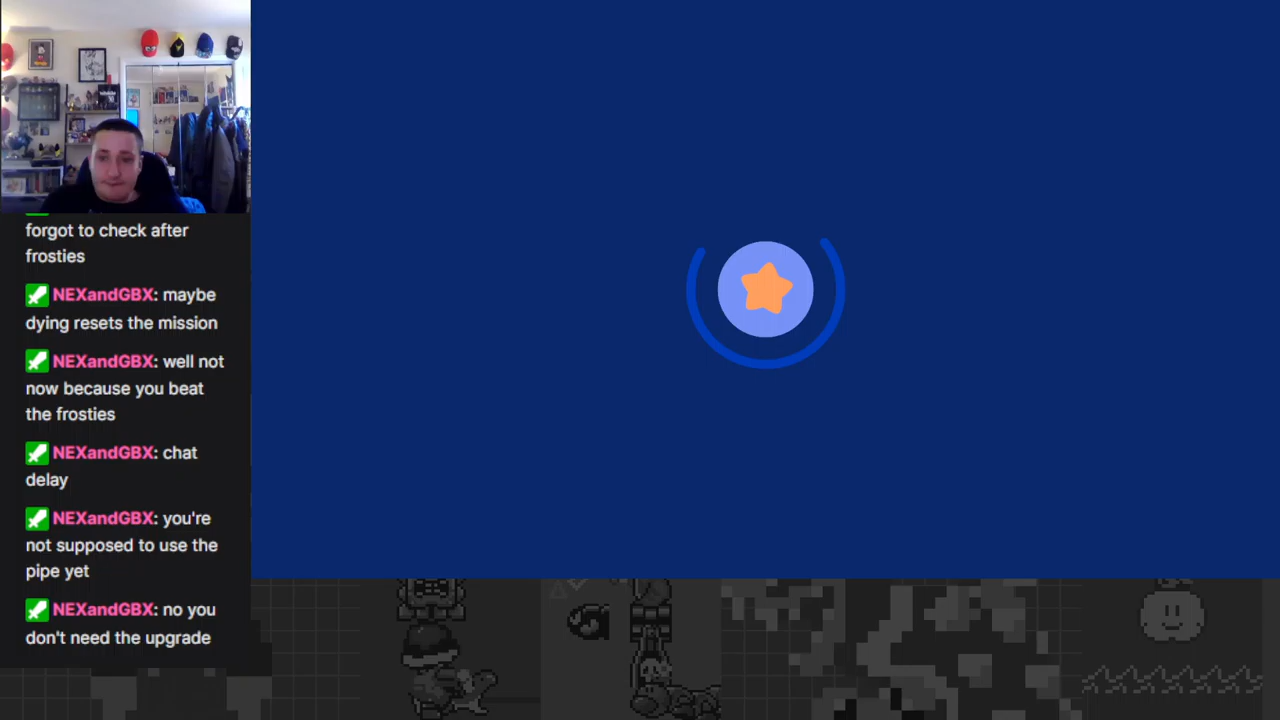 forgot to check after
frosties
NEXandGBX: maybe
dying resets the mission
NEXandGBX: well not
now because you beat
the frosties
NEXandGBX: chat
delay
NEXandGBX: you're
not supposed to use the
pipe yet
NEXandGBX: no you
don't need the upgrade